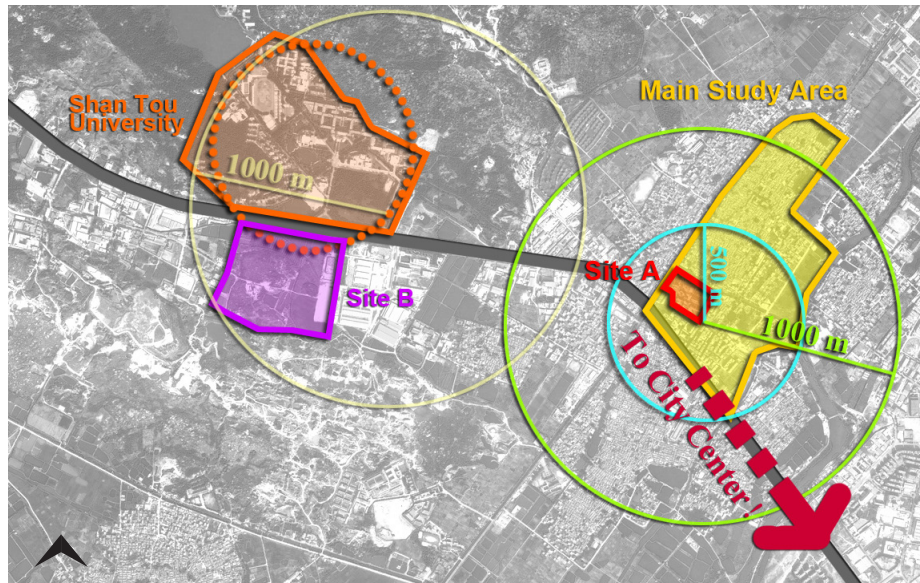 Main Study Area
Shan Tou
University
1000 m
Site A
500 m
Site B
1000 m
To City Center !